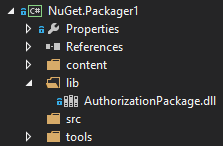 C# NuGet.Packager1
Properties
References
content
lib
AuthorizationPackage.dll
src
tools